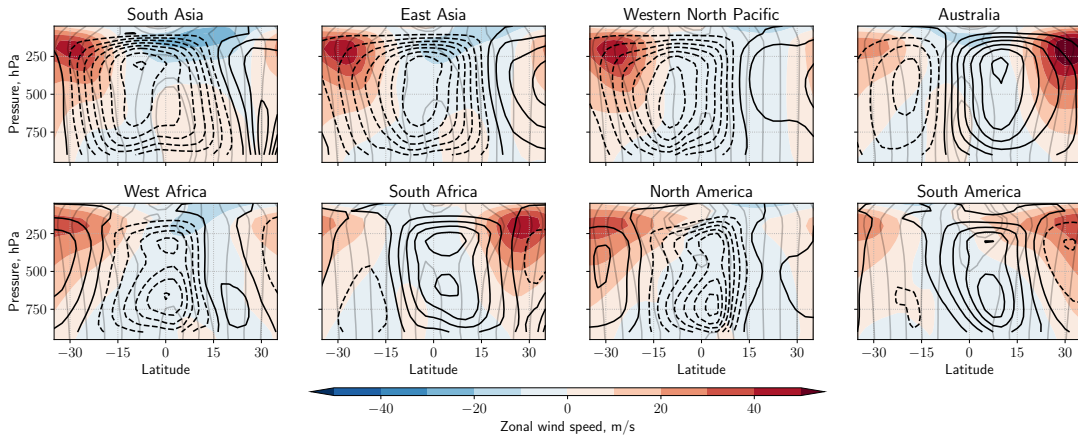 South Asia
East Asia
Western North Pacific
Australia
Pressure, hPa
250
500
750
West Africa
South Africa
North America
South America
Pressure, hPa
250
500
750
−30 −15 0 15 30
−30 −15 0 15 30
−30 −15 0 15 30
−30 −15 0 15 30
Latitude
Latitude
Latitude
Latitude
−40 −20 0 20 40
Zonal wind speed, m/s